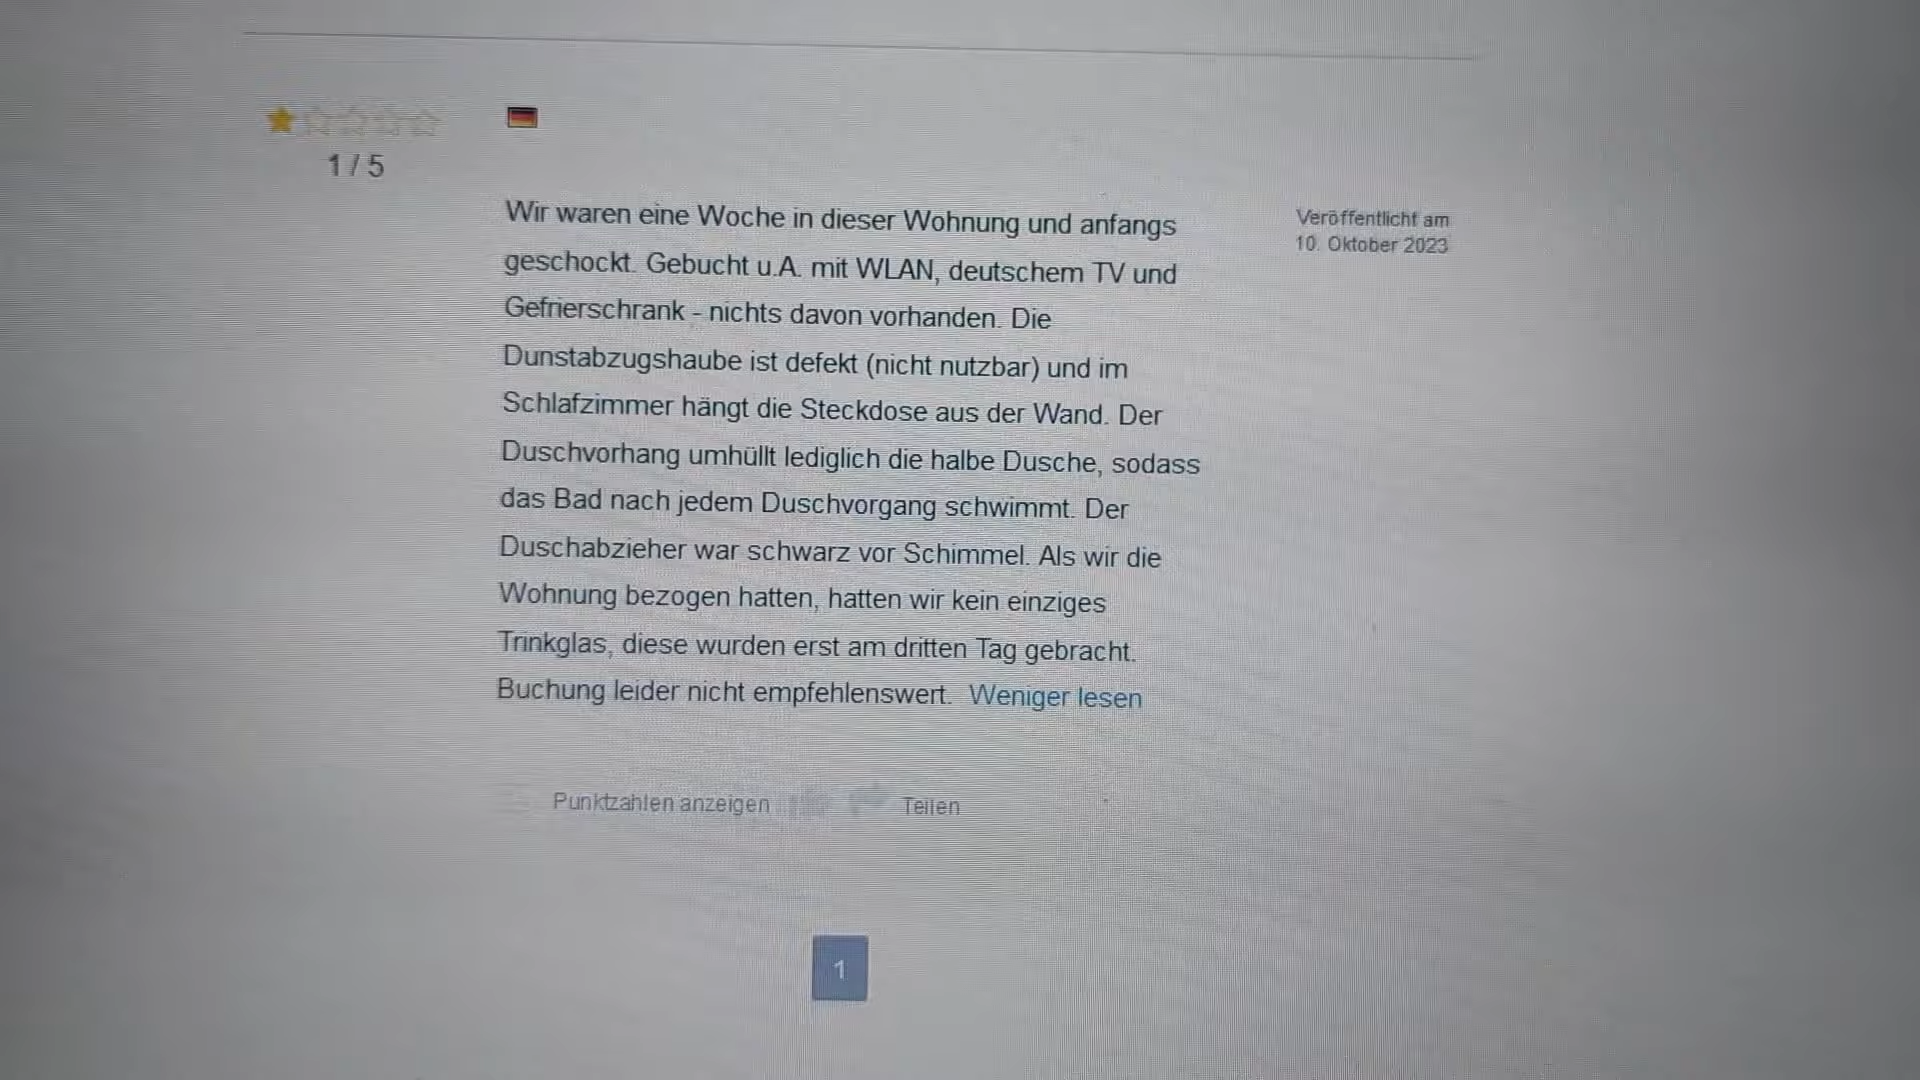 1 / 5
Wir waren eine Woche in dieser Wohnung und anfangs
geschockt. Gebucht u.A. mit WLAN, deutschem TV und
Gefrierschrank - nichts davon vorhanden. Die
Dunstabzugshaube ist defekt (nicht nutzbar) und im
Schlafzimmer hängt die Steckdose aus der Wand. Der
Duschvorhang umhüllt lediglich die halbe Dusche, sodass
das Bad nach jedem Duschvorgang schwimmt. Der
Duschabzieher war schwarz vor Schimmel. Als wir die
Wohnung bezogen hatten, hatten wir kein einziges
Trinkglas, diese wurden erst am dritten Tag gebracht.
Buchung leider nicht empfehlenswert. Weniger lesen
Veröffentlicht am
10. Oktober 2023
Punktzahlen anzeigen
Teilen
1